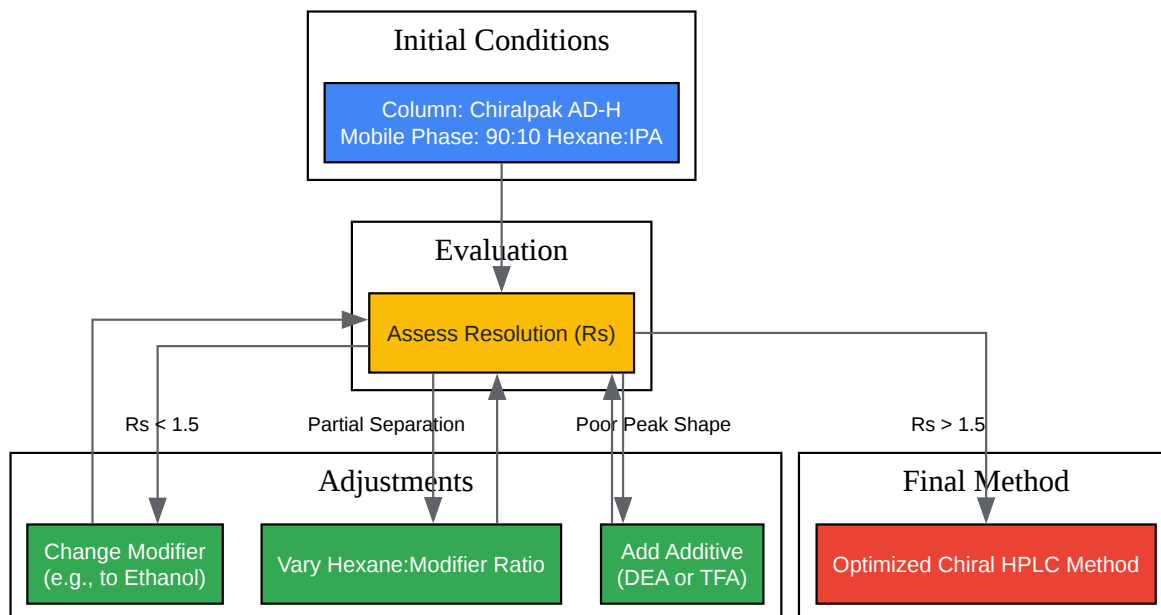 Initial Conditions
Column: Chiralpak AD-H
Mobile Phase: 90:10 Hexane:IPA
Evaluation
Assess Resolution (Rs)
Rs < 1.5
Partial Separation
Poor Peak Shape
Rs > 1.5
Adjustments
Final Method
Change Modifier
(e.g., to Ethanol)
Vary Hexane:Modifier Ratio
Add Additive
(DEA or TFA)
Optimized Chiral HPLC Method